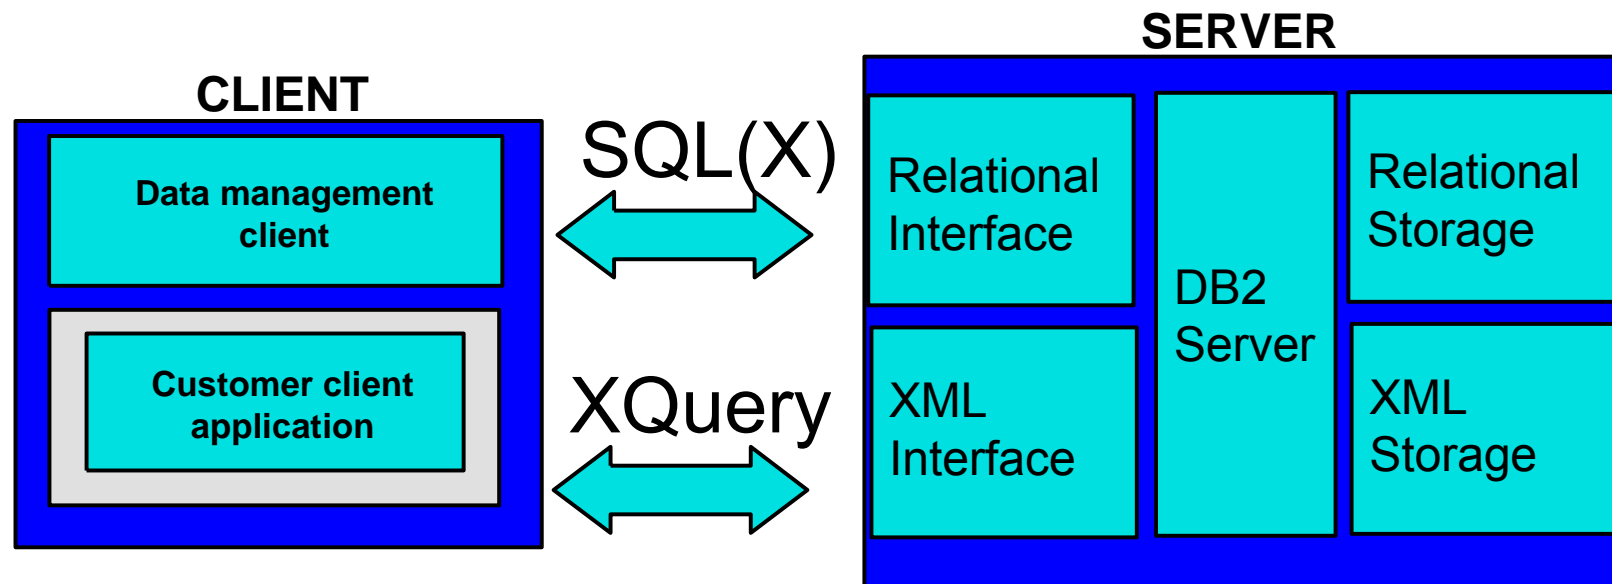 CLIENT
Data management
client
Customer client
application
SQL(X)
XQuery
SERVER
Relational
Interface
XML
Interface
DB2
Server
Relational
Storage
XML
Storage